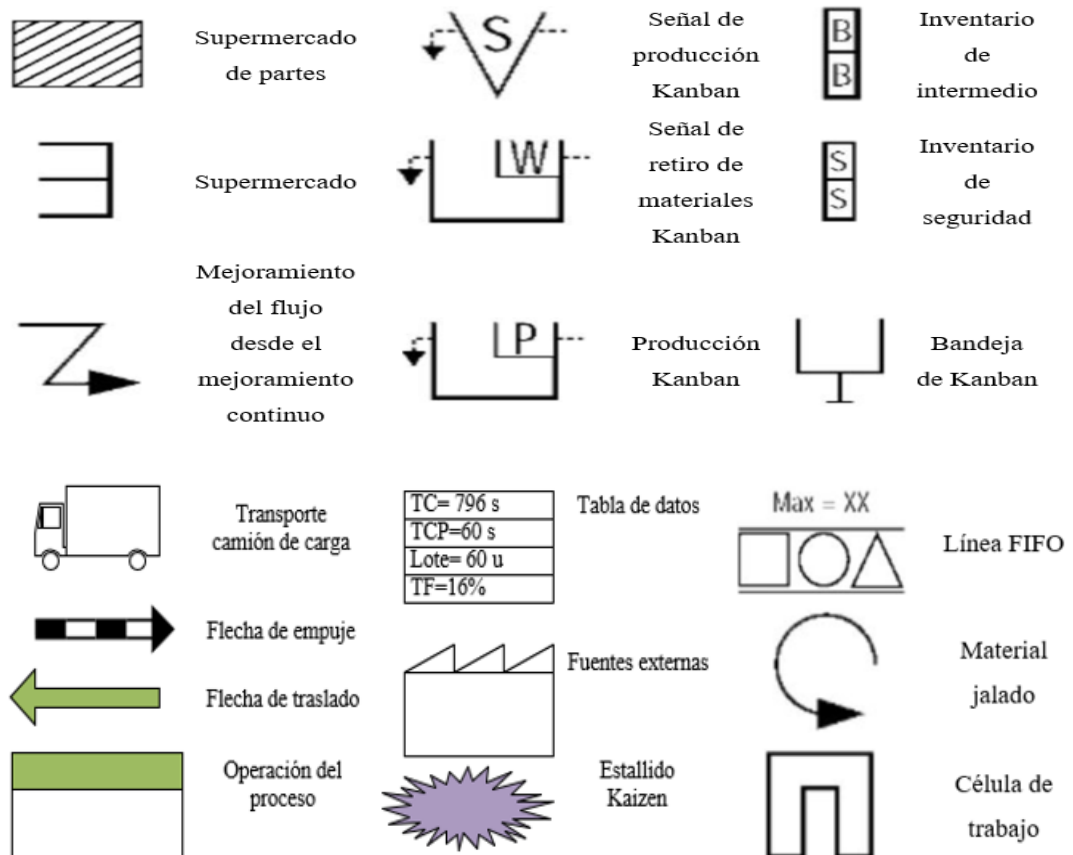 Supermercado
de partes
S
Señal de
producción
Kanban
B
B
Inventario
de
intermedio
Supermercado
W
Señal de
retiro de
materiales
Kanban
S
S
Inventario
de
seguridad
Mejoramiento
del flujo
desde el
mejoramiento
continuo
P
Producción
Kanban
Bandeja
de Kanban
Transporte
camión de carga
TC= 796 s
TCP=60 s
Lote= 60 u
TF=16%
Tabla de datos
Max = XX
Línea FIFO
Flecha de empuje
Fuentes externas
Material
jalado
Flecha de traslado
Operación del
proceso
Estallido
Kaizen
Célula de
trabajo